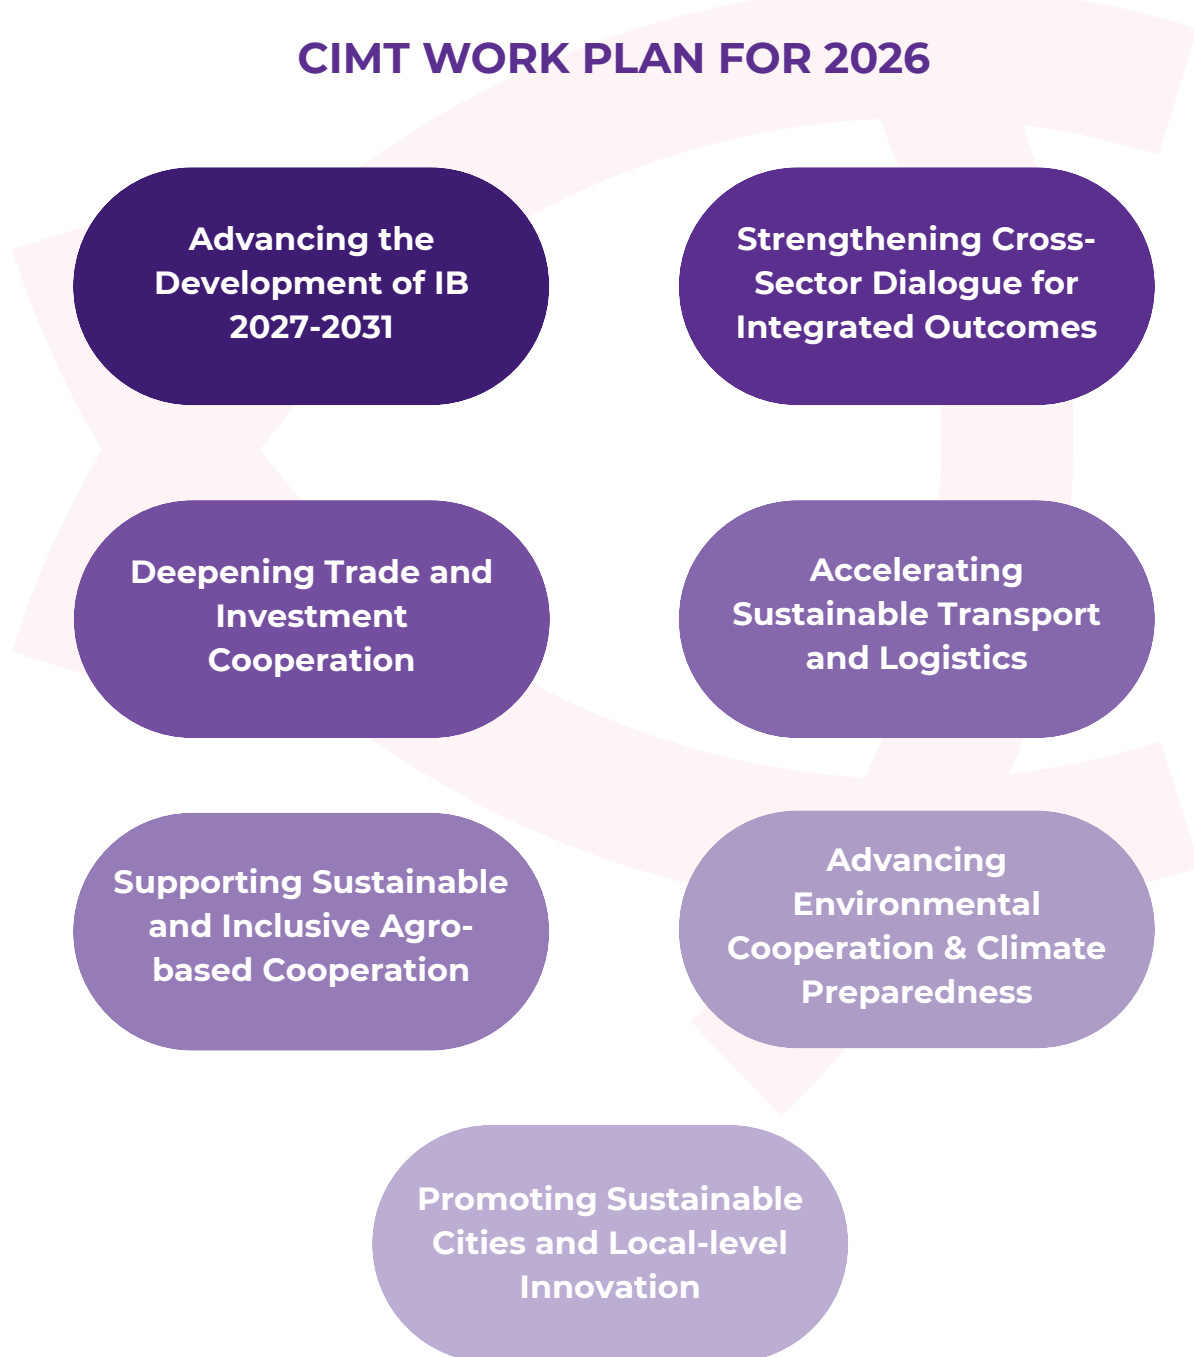 CIMT WORK PLAN FOR 2026
Advancing the
Development of IB
2027-2031
Strengthening Cross-
Sector Dialogue for
Integrated Outcomes
Deepening Trade and
Investment
Cooperation
Accelerating
Sustainable Transport
and Logistics
Supporting Sustainable
and Inclusive Agro-
based Cooperation
Advancing
Environmental
Cooperation & Climate
Preparedness
Promoting Sustainable
Cities and Local-level
Innovation